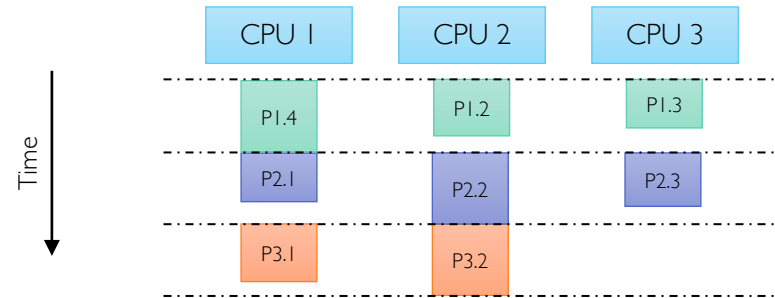 CPU 1
CPU 2
CPU 3
Time
P1.4
P1.2
P1.3
P2.1
P2.2
P2.3
P3.1
P3.2